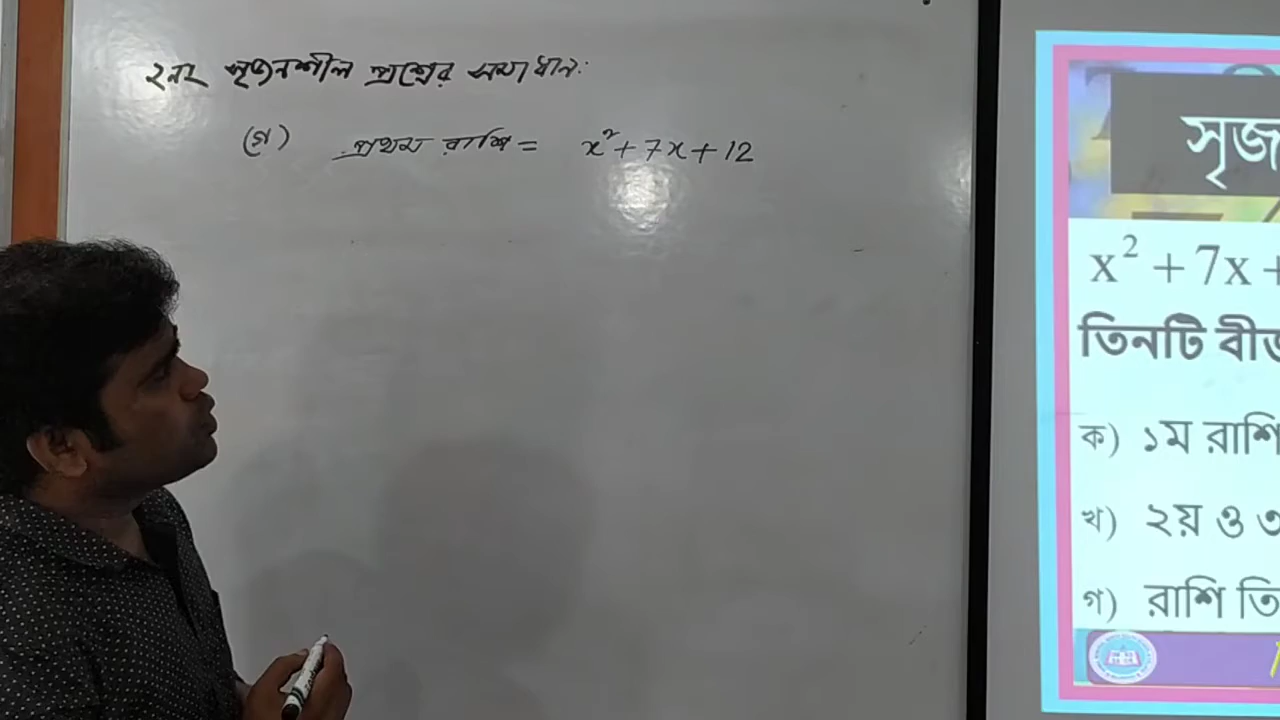 ২নং সৃজনশীল প্রশ্নের সমাধান:
(গ) প্রথম রাশি = x² + 7x + 12
সৃজ
x² + 7x +
তিনটি বীজ
ক) ১ম রাশি
খ) ২য় ও ৩
গ) রাশি তি